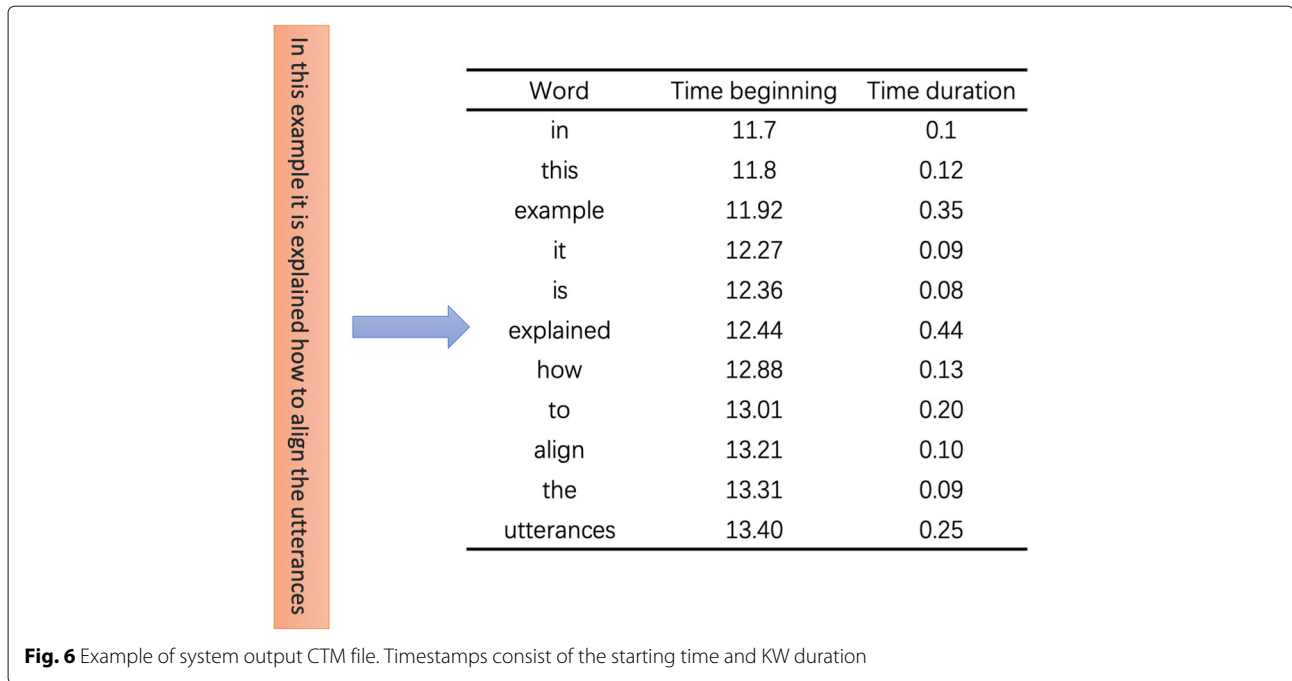 In this example it is explained how to align the utterances
Word Time beginning Time duration
in 11.7 0.1
this 11.8 0.12
example 11.92 0.35
it 12.27 0.09
is 12.36 0.08
explained 12.44 0.44
how 12.88 0.13
to 13.01 0.20
align 13.21 0.10
the 13.31 0.09
utterances 13.40 0.25
Fig. 6 Example of system output CTM file. Timestamps consist of the starting time and KW duration